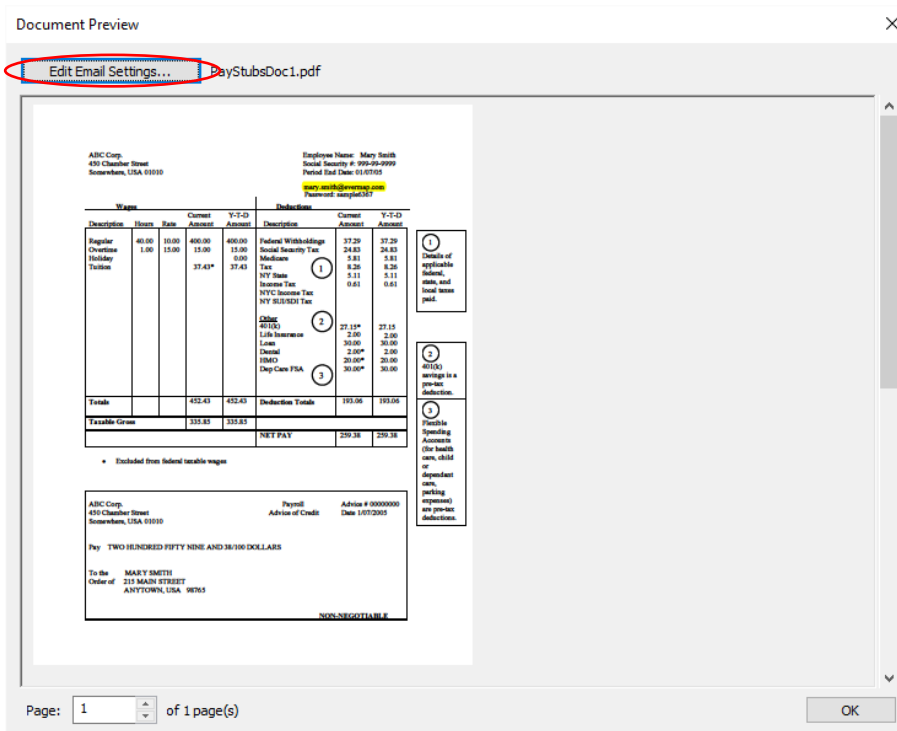 Document Preview
Edit Email Settings... PayStubsDoc1.pdf
ABC Corp.
450 Chamber Street
Somewhere, USA 01010
Employee Name: Mary Smith
Social Security #: 999-99-9999
Period End Date: 01/07/05
mary.smith@evermap.com
Password: sample6367
Wages Deductions
Description Hours Rate Current Amount Y-T-D Amount Description Current Amount Y-T-D Amount
Regular 40.00 10.00 400.00 400.00 Federal Withholdings 37.29 37.29
Overtime 1.00 15.00 15.00 15.00 Social Security Tax 24.83 24.83
Holiday 0.00 Medicare 5.81 5.81
Tuition 37.43* 37.43 Tax 8.26 8.26
NY State 5.11 5.11
Income Tax 0.61 0.61
NYC Income Tax
NY SUI/SDI Tax
1
Other
401(k) 27.15* 27.15
2
Life Insurance 2.00 2.00
Loan 30.00 30.00
Dental 2.00* 2.00
HMO 20.00* 20.00
Dep Care FSA 30.00* 30.00
3
Totals 452.43 452.43 Deduction Totals 193.06 193.06
Taxable Gross 335.85 335.85
NET PAY 259.38 259.38
• Excluded from federal taxable wages
1
Details of
applicable
federal,
state, and
local taxes
paid.
2
401(k)
savings is a
pre-tax
deduction.
3
Flexible
Spending
Accounts
(for health
care, child
or
dependant
care,
parking
expenses)
are pre-tax
deductions.
ABC Corp.
450 Chamber Street
Somewhere, USA 01010
Payroll
Advice of Credit
Advice # 00000000
Date 1/07/2005
Pay TWO HUNDRED FIFTY NINE AND 38/100 DOLLARS
To the MARY SMITH
Order of 215 MAIN STREET
ANYTOWN, USA 98765
NON-NEGOTIABLE
Page: 1 of 1 page(s)
OK